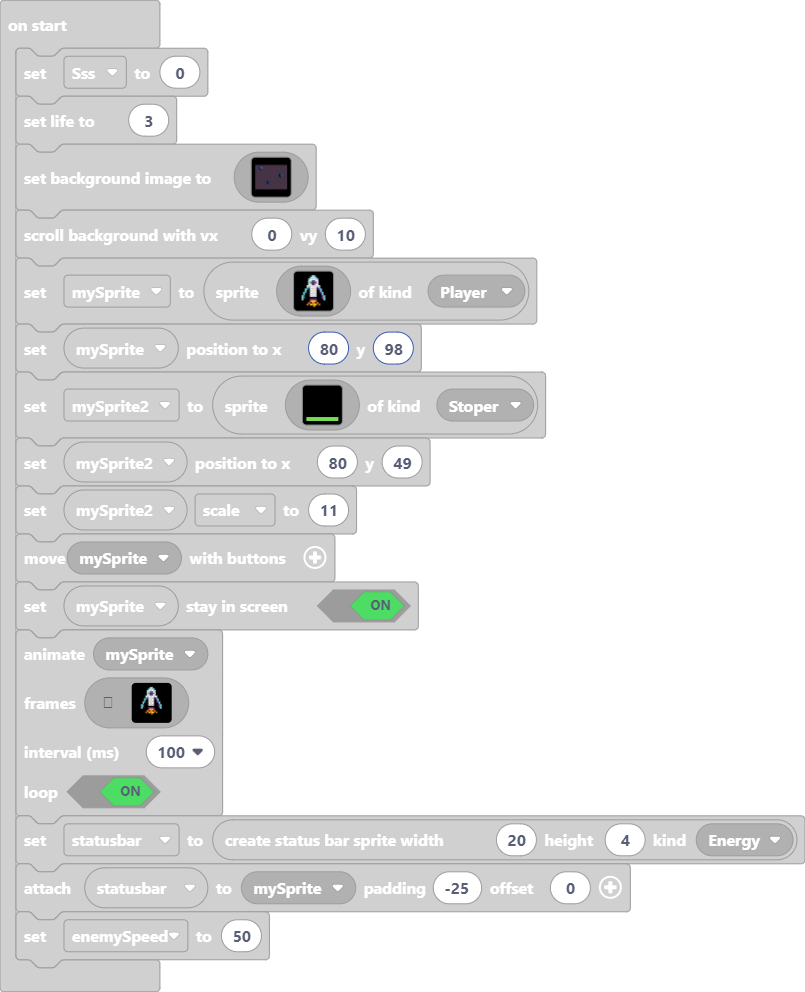 on start
set Sss to 0
set life to 3
set background image to
scroll background with vx 0 vy 10
set mySprite to sprite of kind Player
set mySprite position to x 80 y 98
set mySprite2 to sprite of kind Stoper
set mySprite2 position to x 80 y 49
set mySprite2 scale to 11
move mySprite with buttons
set mySprite stay in screen ON
animate mySprite
frames
interval (ms) 100
loop ON
set statusbar to create status bar sprite width 20 height 4 kind Energy
attach statusbar to mySprite padding -25 offset 0
set enemySpeed to 50